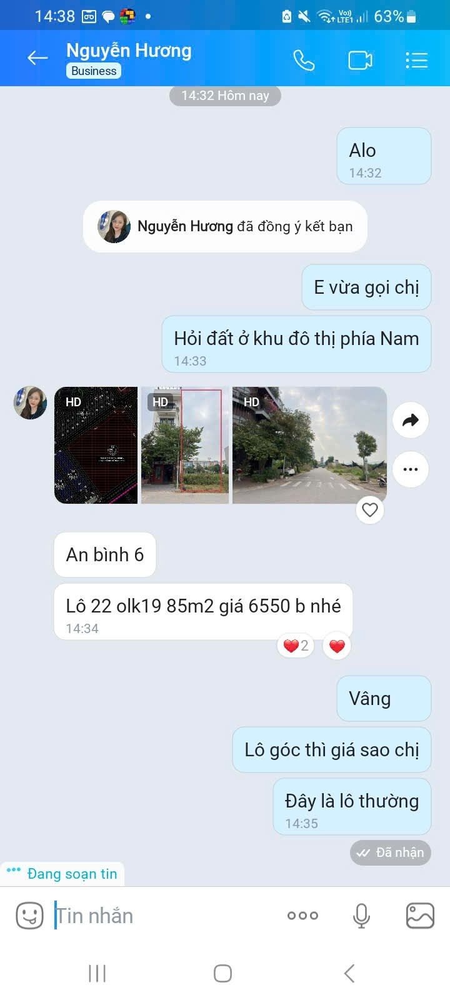 14:38
Vo)) LTE1 63%
Nguyễn Hương
Business
14:32 Hôm nay
Alo
14:32
Nguyễn Hương đã đồng ý kết bạn
E vừa gọi chị
Hỏi đất ở khu đô thị phía Nam
14:33
HD HD HD
An bình 6
Lô 22 olk19 85m2 giá 6550 b nhé
14:34
2
Vâng
Lô góc thì giá sao chị
Đây là lô thường
14:35
Đã nhận
Đang soạn tin
Tin nhắn